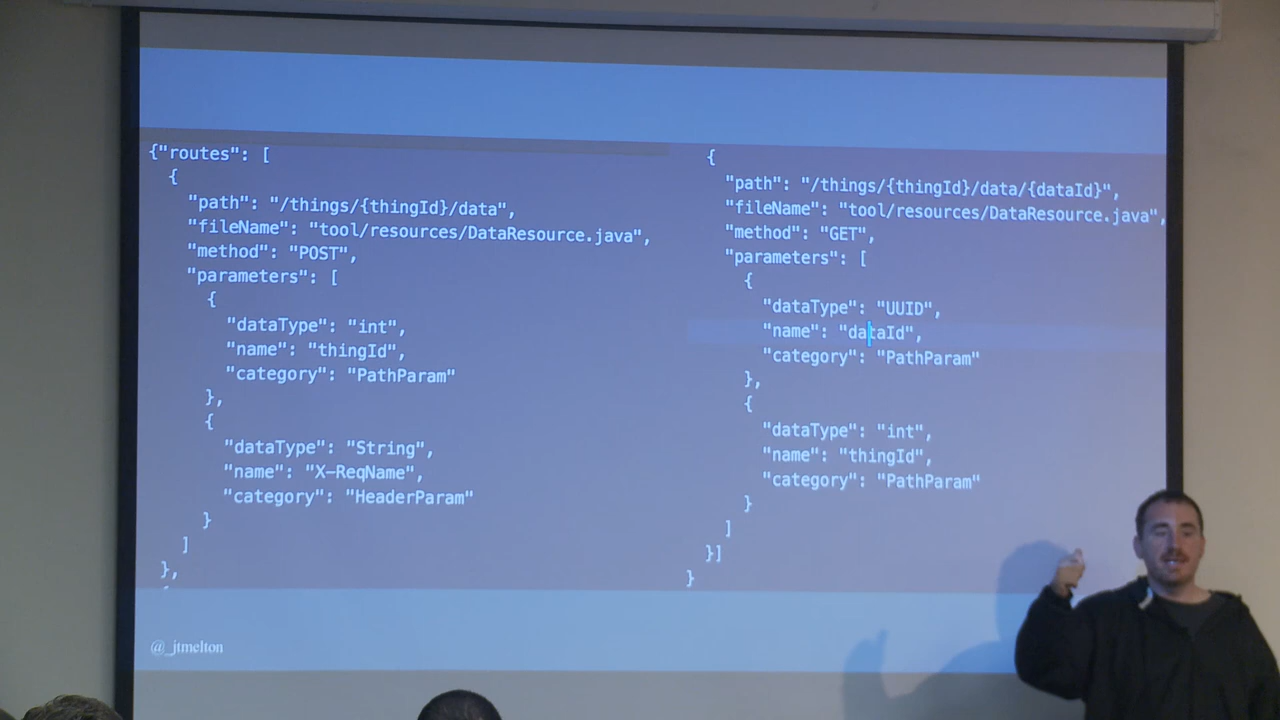 {"routes": [
{
"path": "/things/{thingId}/data",
"fileName": "tool/resources/DataResource.java",
"method": "POST",
"parameters": [
{
"dataType": "int",
"name": "thingId",
"category": "PathParam"
},
{
"dataType": "String",
"name": "X-ReqName",
"category": "HeaderParam"
}
]
},
{
"path": "/things/{thingId}/data/{dataId}",
"fileName": "tool/resources/DataResource.java",
"method": "GET",
"parameters": [
{
"dataType": "UUID",
"name": "dataId",
"category": "PathParam"
},
{
"dataType": "int",
"name": "thingId",
"category": "PathParam"
}
]
}]
}
@_jtmelton